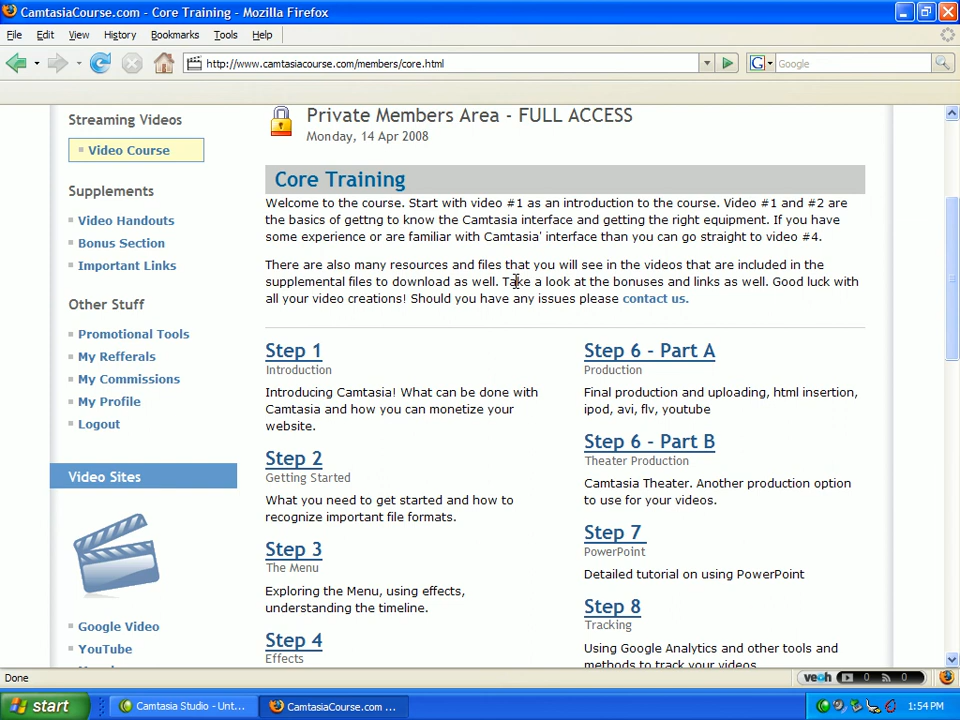 CamtasiaCourse.com - Core Training - Mozilla Firefox
File Edit View History Bookmarks Tools Help
http://www.camtasiacourse.com/members/core.html
G Google
Streaming Videos
Video Course
Supplements
Video Handouts
Bonus Section
Important Links
Other Stuff
Promotional Tools
My Refferals
My Commissions
My Profile
Logout
Video Sites
Google Video
YouTube
Private Members Area - FULL ACCESS
Monday, 14 Apr 2008
Core Training
Welcome to the course. Start with video #1 as an introduction to the course. Video #1 and #2 are
the basics of gettng to know the Camtasia interface and getting the right equipment. If you have
some experience or are familiar with Camtasia' interface than you can go straight to video #4.
There are also many resources and files that you will see in the videos that are included in the
supplemental files to download as well. Take a look at the bonuses and links as well. Good luck with
all your video creations! Should you have any issues please contact us.
Step 1
Introduction
Introducing Camtasia! What can be done with
Camtasia and how you can monetize your
website.
Step 2
Getting Started
What you need to get started and how to
recognize important file formats.
Step 3
The Menu
Exploring the Menu, using effects,
understanding the timeline.
Step 4
Effects
Step 6 - Part A
Production
Final production and uploading, html insertion,
ipod, avi, flv, youtube
Step 6 - Part B
Theater Production
Camtasia Theater. Another production option
to use for your videos.
Step 7
PowerPoint
Detailed tutorial on using PowerPoint
Step 8
Tracking
Using Google Analytics and other tools and
methods to track your videos
Done
veoh 0 0
start
Camtasia Studio - Unt...
CamtasiaCourse.com ...
1:54 PM